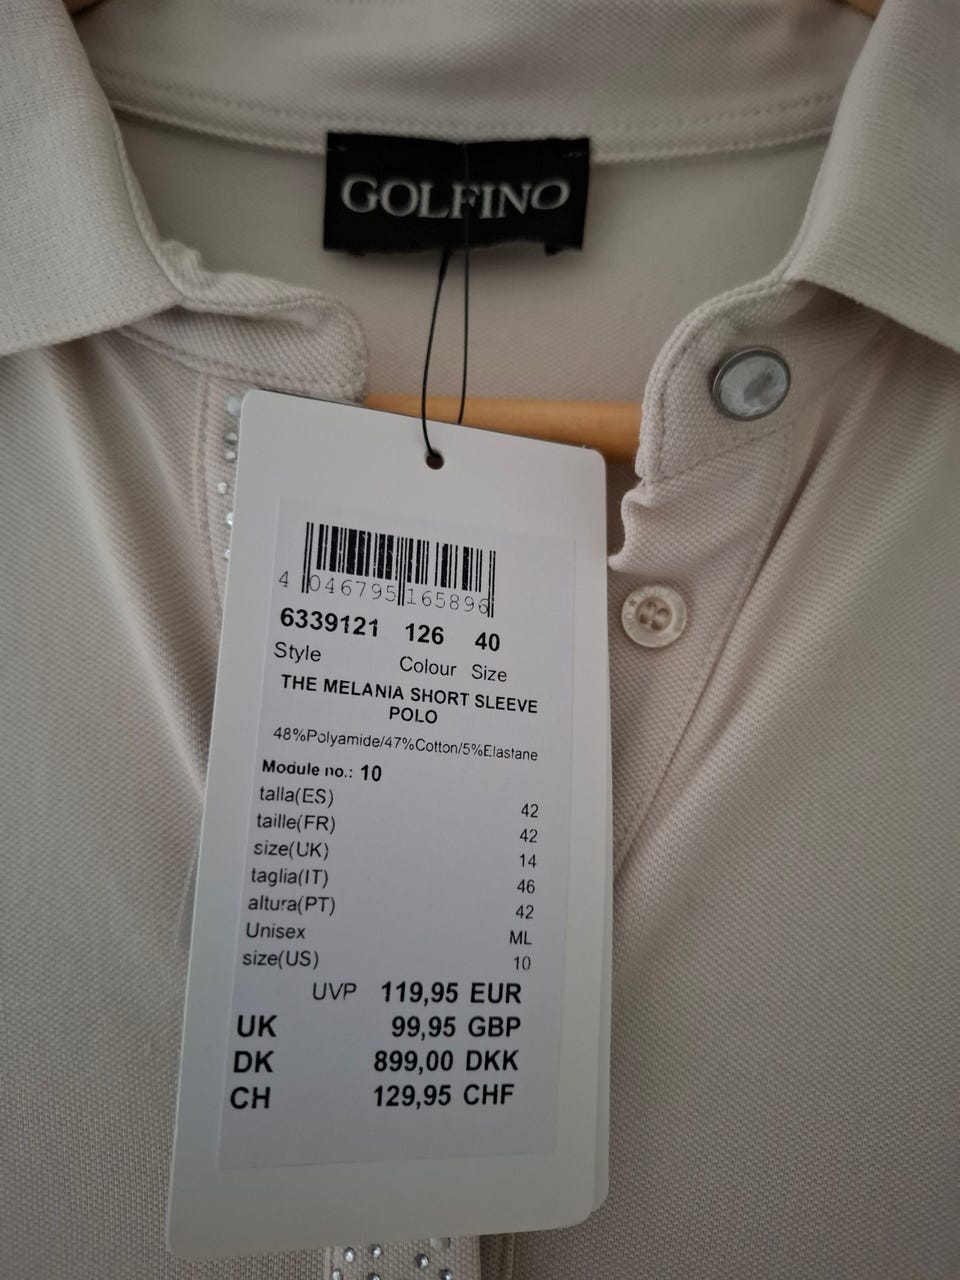 GOLFINO
4 046795 165896
6339121 126 40
Style Colour Size
THE MELANIA SHORT SLEEVE
POLO
48%Polyamide/47%Cotton/5%Elastane
Module no.: 10
talla(ES) 42
taille(FR) 42
size(UK) 14
taglia(IT) 46
altura(PT) 42
Unisex ML
size(US) 10
UVP 119,95 EUR
UK 99,95 GBP
DK 899,00 DKK
CH 129,95 CHF